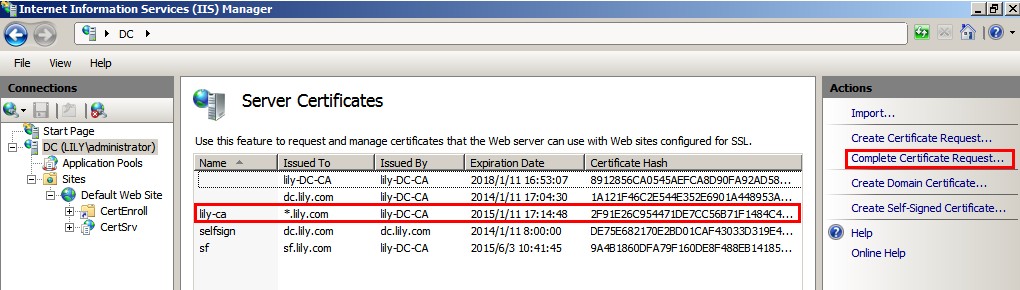 Internet Information Services (IIS) Manager
DC
File View Help
Connections
Start Page
DC (LILY\administrator)
Application Pools
Sites
Default Web Site
CertEnroll
CertSrv
Server Certificates
Use this feature to request and manage certificates that the Web server can use with Web sites configured for SSL.
Name Issued To Issued By Expiration Date Certificate Hash
lily-DC-CA lily-DC-CA 2018/1/11 16:53:07 8912856CA0545AEFCA8D90FA92AD58...
dc.lily.com lily-DC-CA 2014/1/11 17:04:30 1A121F46C2E544E352E6901A448953A...
lily-ca *.lily.com lily-DC-CA 2015/1/11 17:14:48 2F91E26C954471DE7CC56B71F1484C4...
selfsign dc.lily.com dc.lily.com 2014/1/11 8:00:00 DE75E682170E2BD01CAF43033D319E4...
sf sf.lily.com lily-DC-CA 2015/6/3 10:41:45 9A4B1860DFA79F160DE8F488EB14185...
Actions
Import...
Create Certificate Request...
Complete Certificate Request...
Create Domain Certificate...
Create Self-Signed Certificate...
Help
Online Help